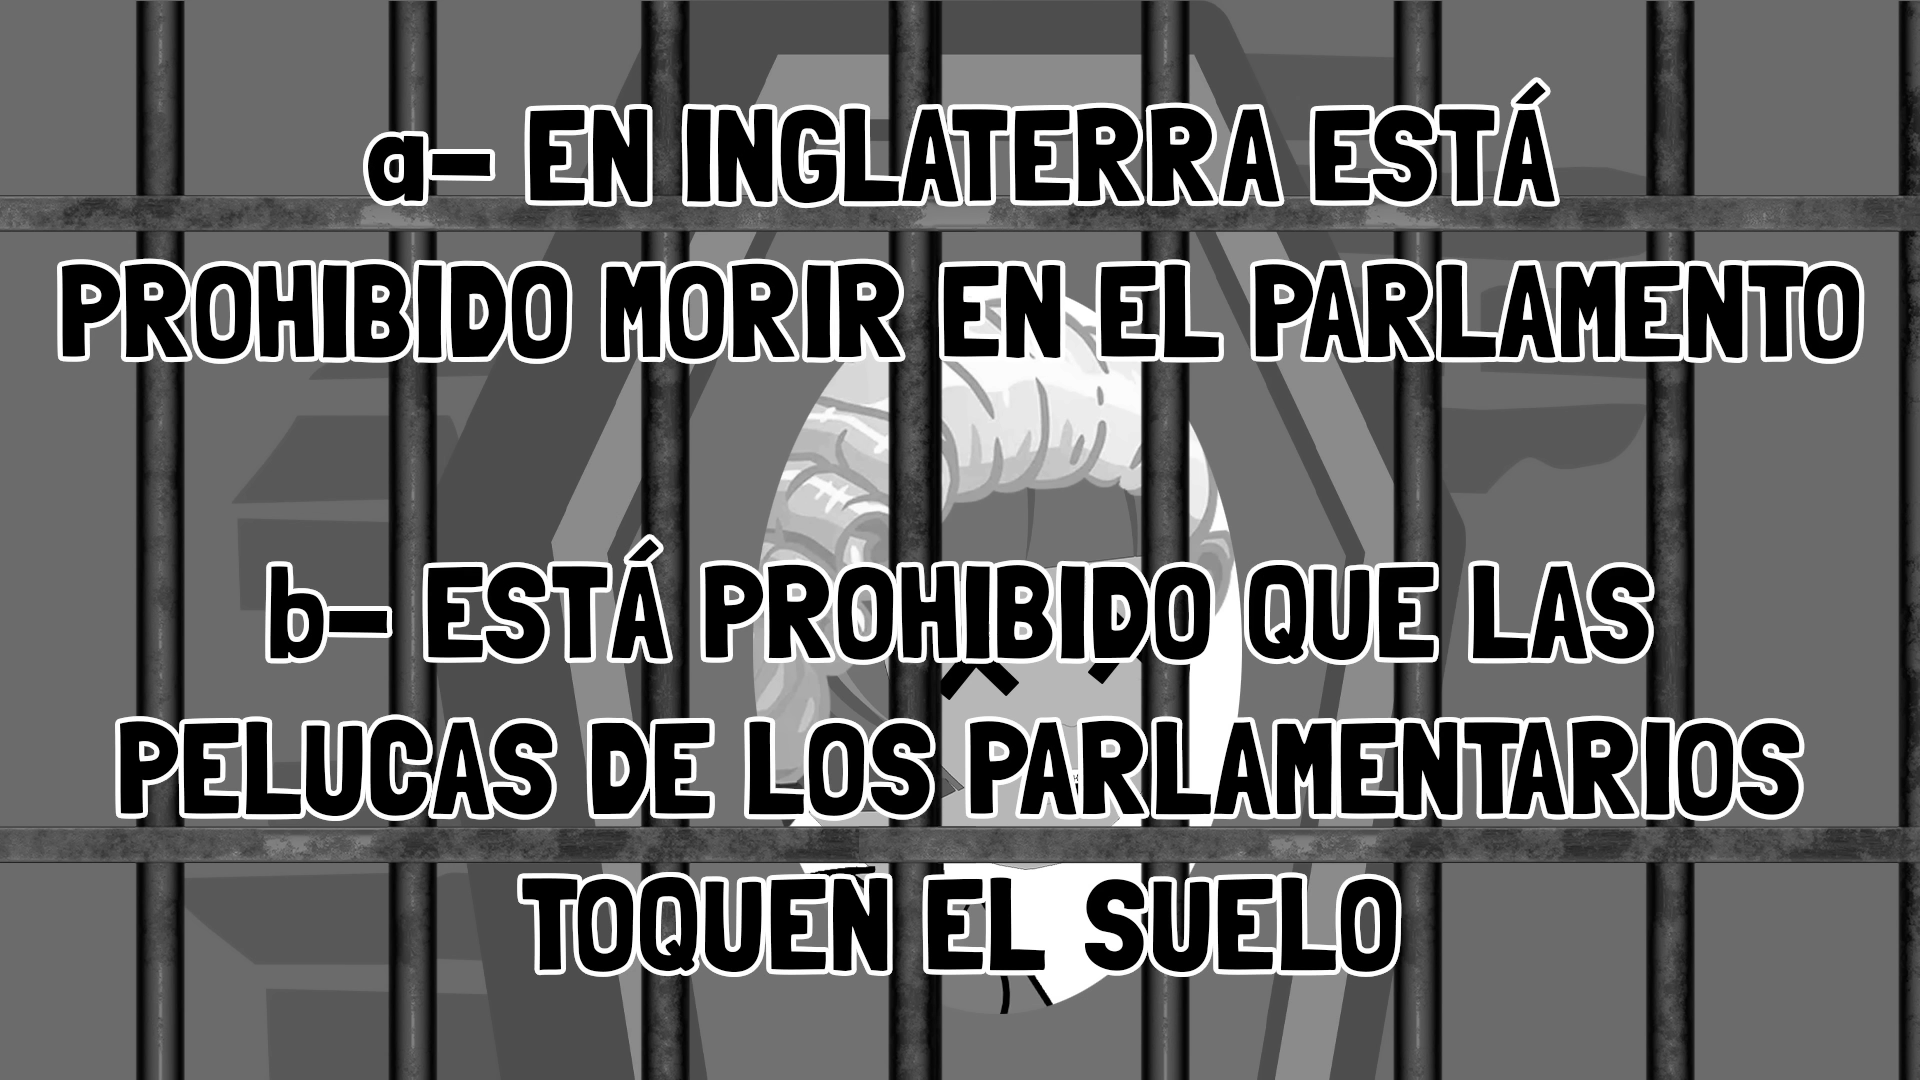 a- EN INGLATERRA ESTÁ
PROHIBIDO MORIR EN EL PARLAMENTO
b- ESTÁ PROHIBIDO QUE LAS
PELUCAS DE LOS PARLAMENTARIOS
TOQUEN EL SUELO